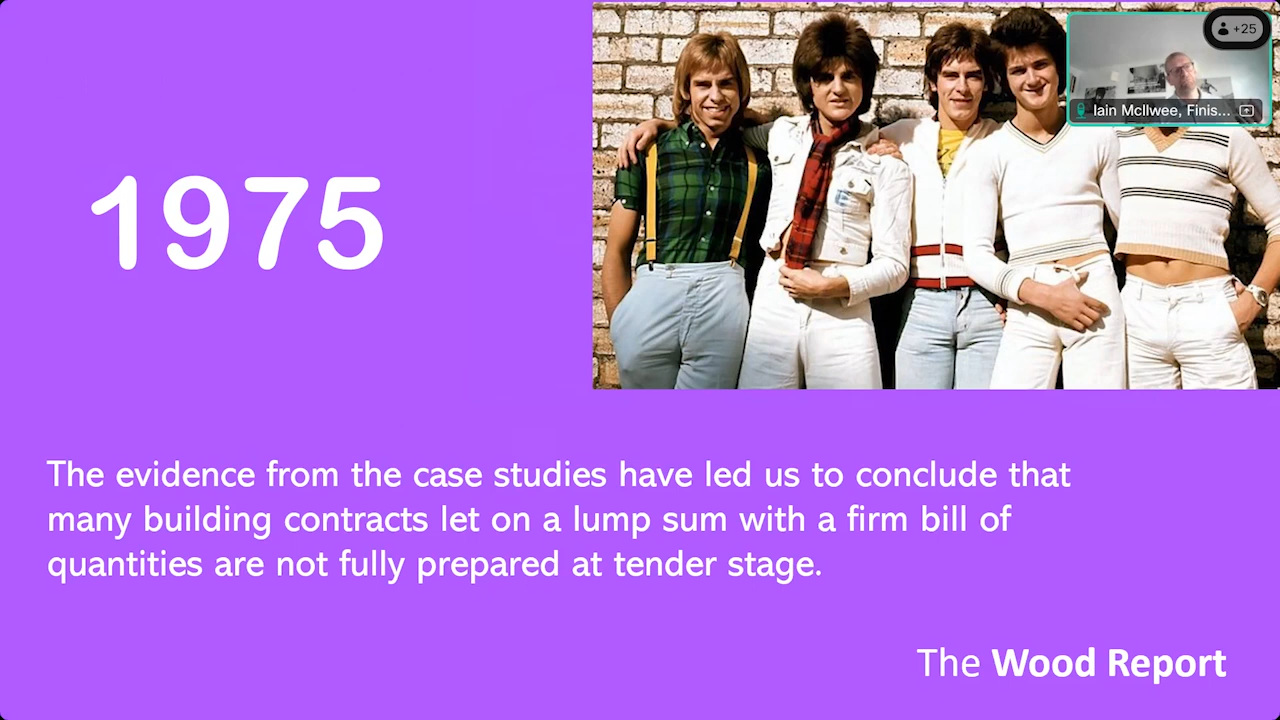 +25
Iain McIlwee, Finis...
1975
The evidence from the case studies have led us to conclude that
many building contracts let on a lump sum with a firm bill of
quantities are not fully prepared at tender stage.
The Wood Report